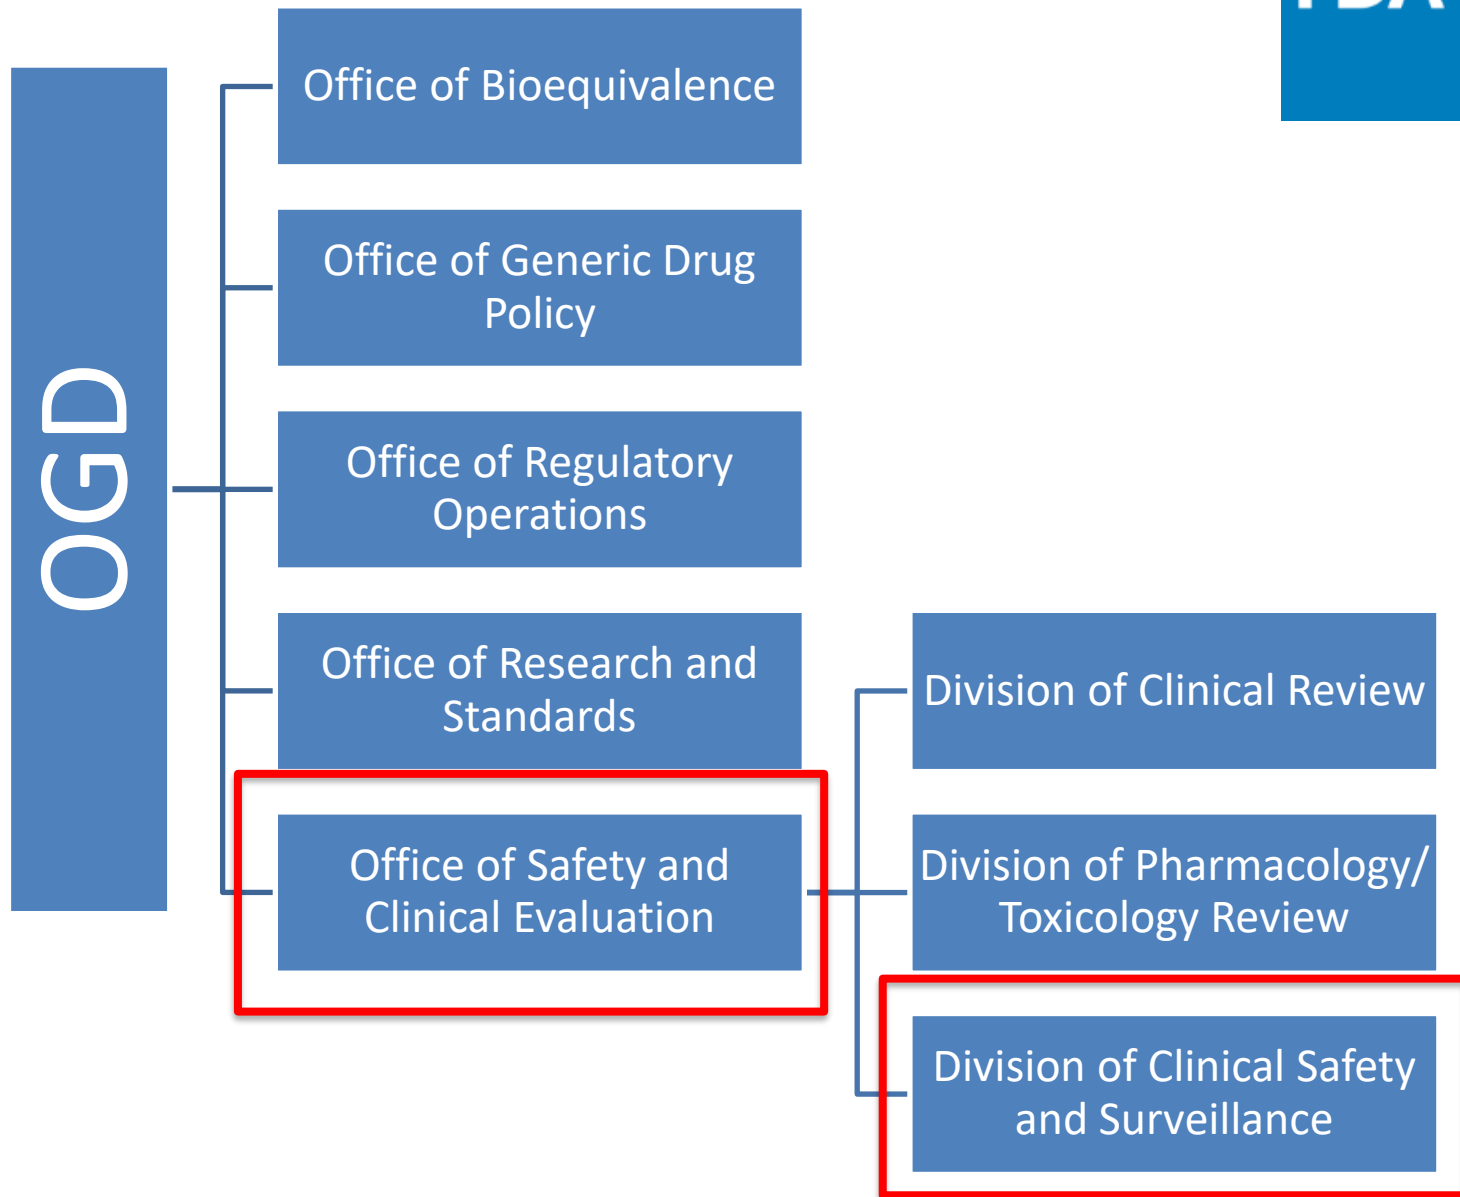 FDA
OGD
Office of Bioequivalence
Office of Generic Drug
Policy
Office of Regulatory
Operations
Office of Research and
Standards
Office of Safety and
Clinical Evaluation
Division of Clinical Review
Division of Pharmacology/
Toxicology Review
Division of Clinical Safety
and Surveillance